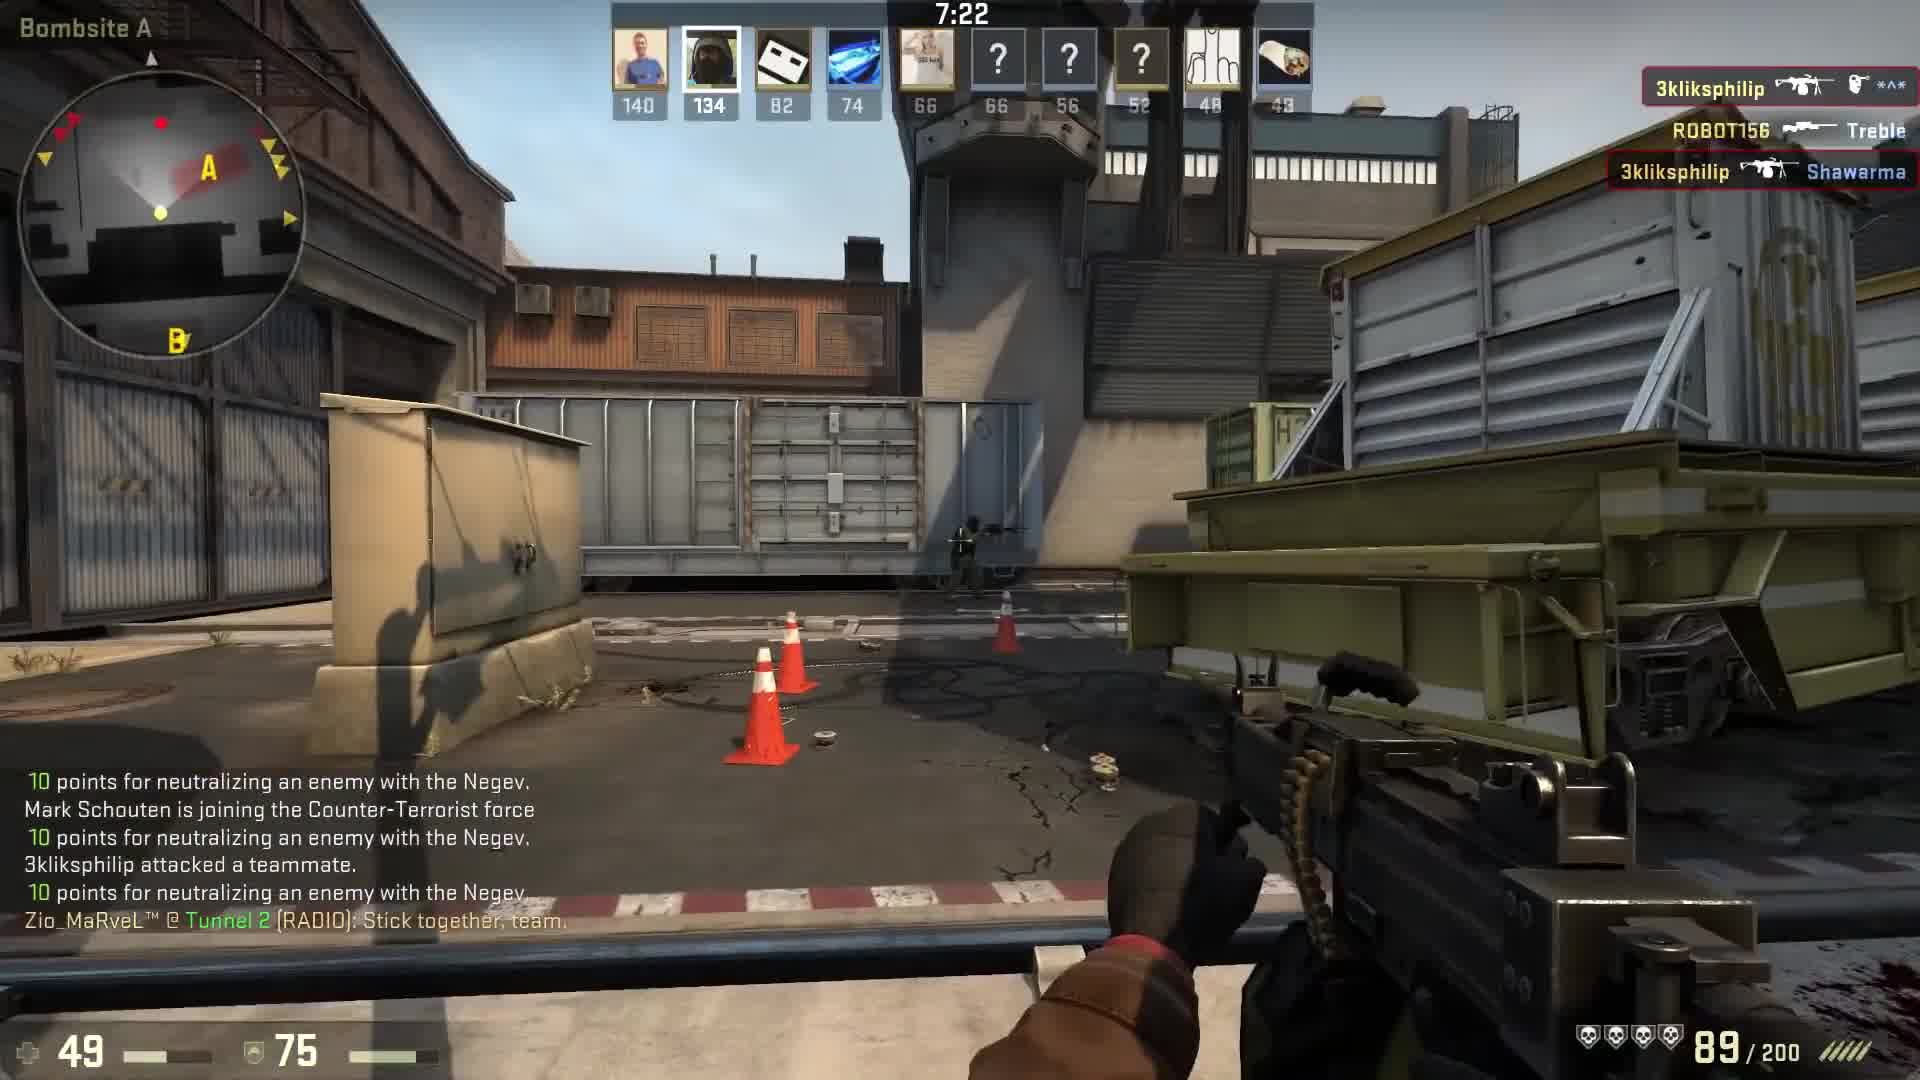 Bombsite A
7:22
140 134 82 74 66 66 56 52 48 43
? ? ?
3kliksphilip *^*
ROBOT156 Treble
3kliksphilip Shawarma
A
B
10 points for neutralizing an enemy with the Negev.
Mark Schouten is joining the Counter-Terrorist force
10 points for neutralizing an enemy with the Negev.
3kliksphilip attacked a teammate.
10 points for neutralizing an enemy with the Negev.
Zio_MaRveL™ @ Tunnel 2 (RADIO): Stick together, team.
49 75
89 / 200